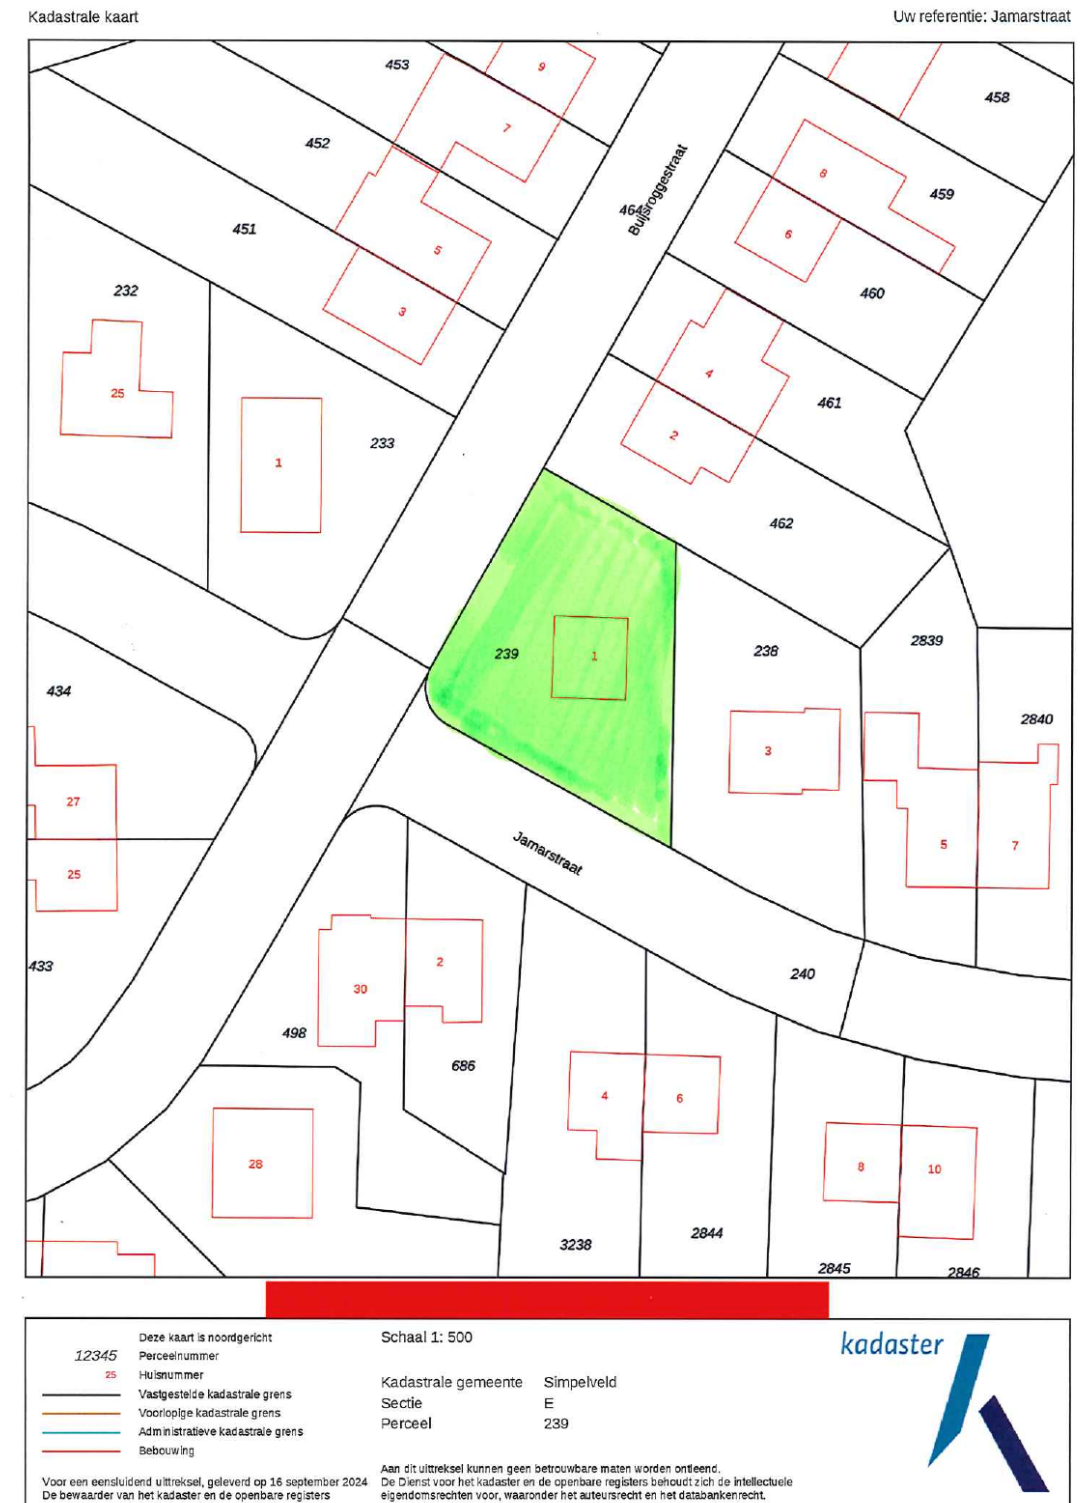 Kadastrale kaart
Uw referentie: Jamarstraat
9
453
458
7
452
8
459
464
Buijsroggestraat
451
6
5
460
232
3
4
25
461
2
233
1
462
2839
239
1
238
434
2840
3
27
5
7
Jamarstraat
25
2
433
240
30
498
686
4
6
28
8
10
2844
3238
2845
2846
Deze kaart is noordgericht
12345 Perceelnummer
25 Huisnummer
Vastgestelde kadastrale grens
Voorlopige kadastrale grens
Administratieve kadastrale grens
Bebouwing
Voor een eensluidend uittreksel, geleverd op 16 september 2024
De bewaarder van het kadaster en de openbare registers
Schaal 1: 500
Kadastrale gemeente Simpelveld
Sectie E
Perceel 239
Aan dit uittreksel kunnen geen betrouwbare maten worden ontleend.
De Dienst voor het kadaster en de openbare registers behoudt zich de intellectuele
eigendomsrechten voor, waaronder het auteursrecht en het databankenrecht.
kadaster